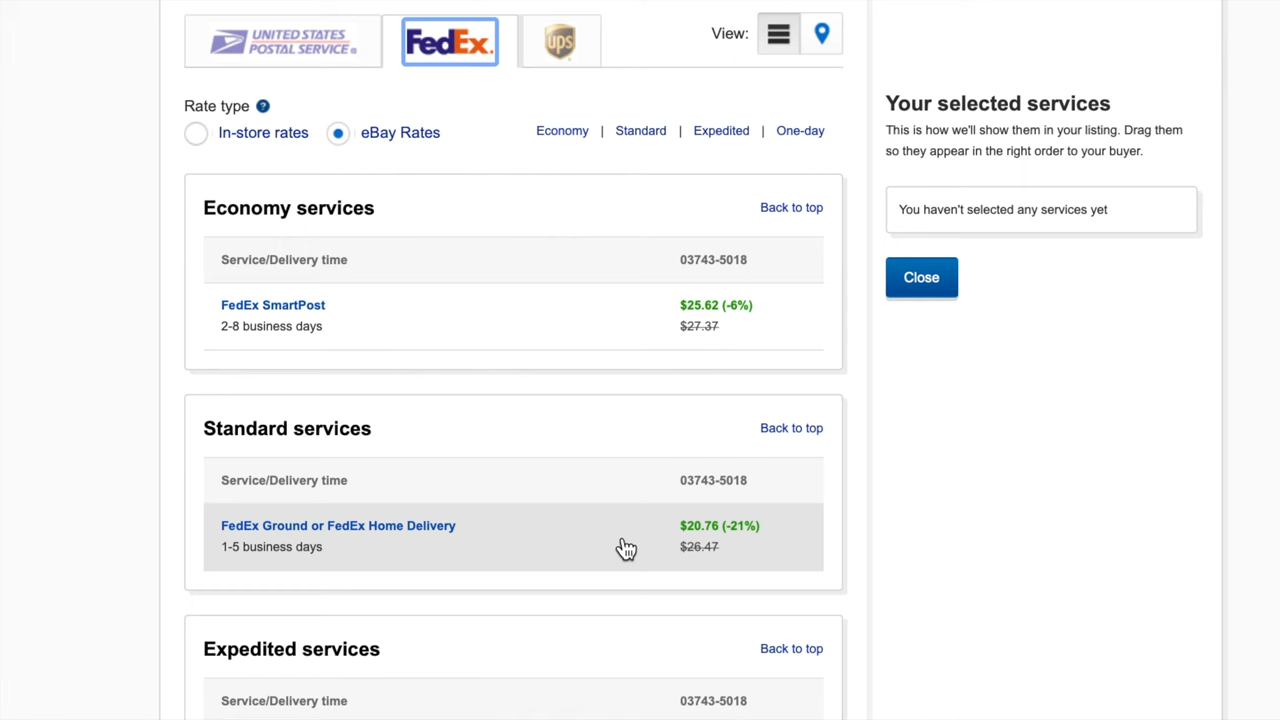 UNITED STATES
POSTAL SERVICE®
FedEx.
ups
View:
Rate type ?
In-store rates
eBay Rates
Economy | Standard | Expedited | One-day
Economy services
Back to top
Service/Delivery time
03743-5018
FedEx SmartPost
$25.62 (-6%)
2-8 business days
$27.37
Standard services
Back to top
Service/Delivery time
03743-5018
FedEx Ground or FedEx Home Delivery
$20.76 (-21%)
1-5 business days
$26.47
Expedited services
Back to top
Service/Delivery time
03743-5018
Your selected services
This is how we'll show them in your listing. Drag them
so they appear in the right order to your buyer.
You haven't selected any services yet
Close